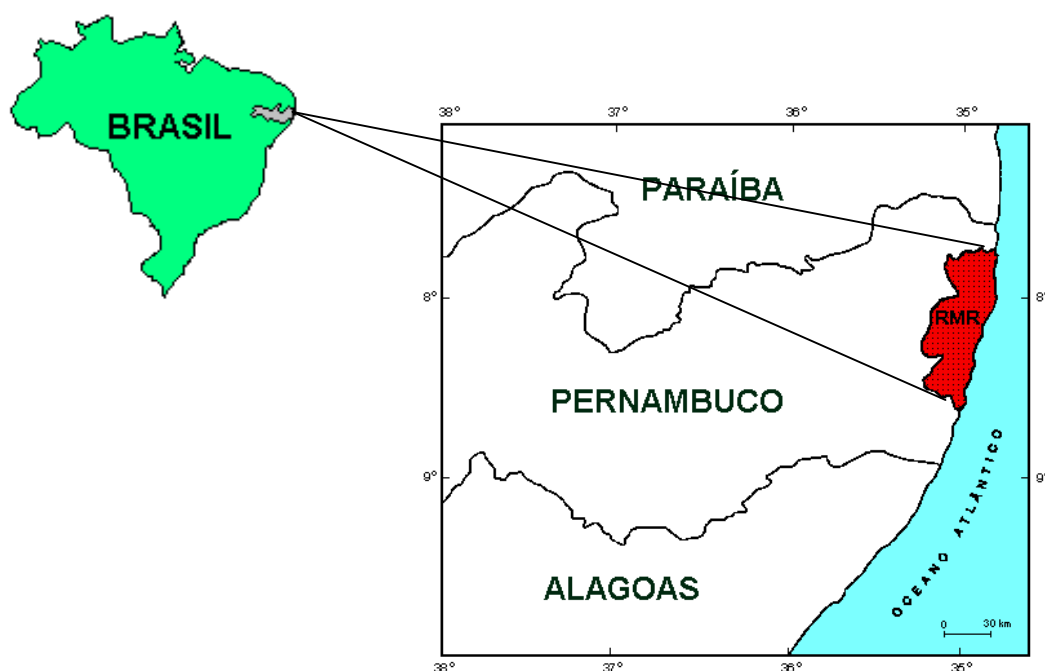 BRASIL
38° 37° 36° 35°
PARAÍBA
8° 8°
RMR
PERNAMBUCO
9° 9°
OCEANO ATLÂNTICO
ALAGOAS
0 30 km
38° 37° 36° 35°